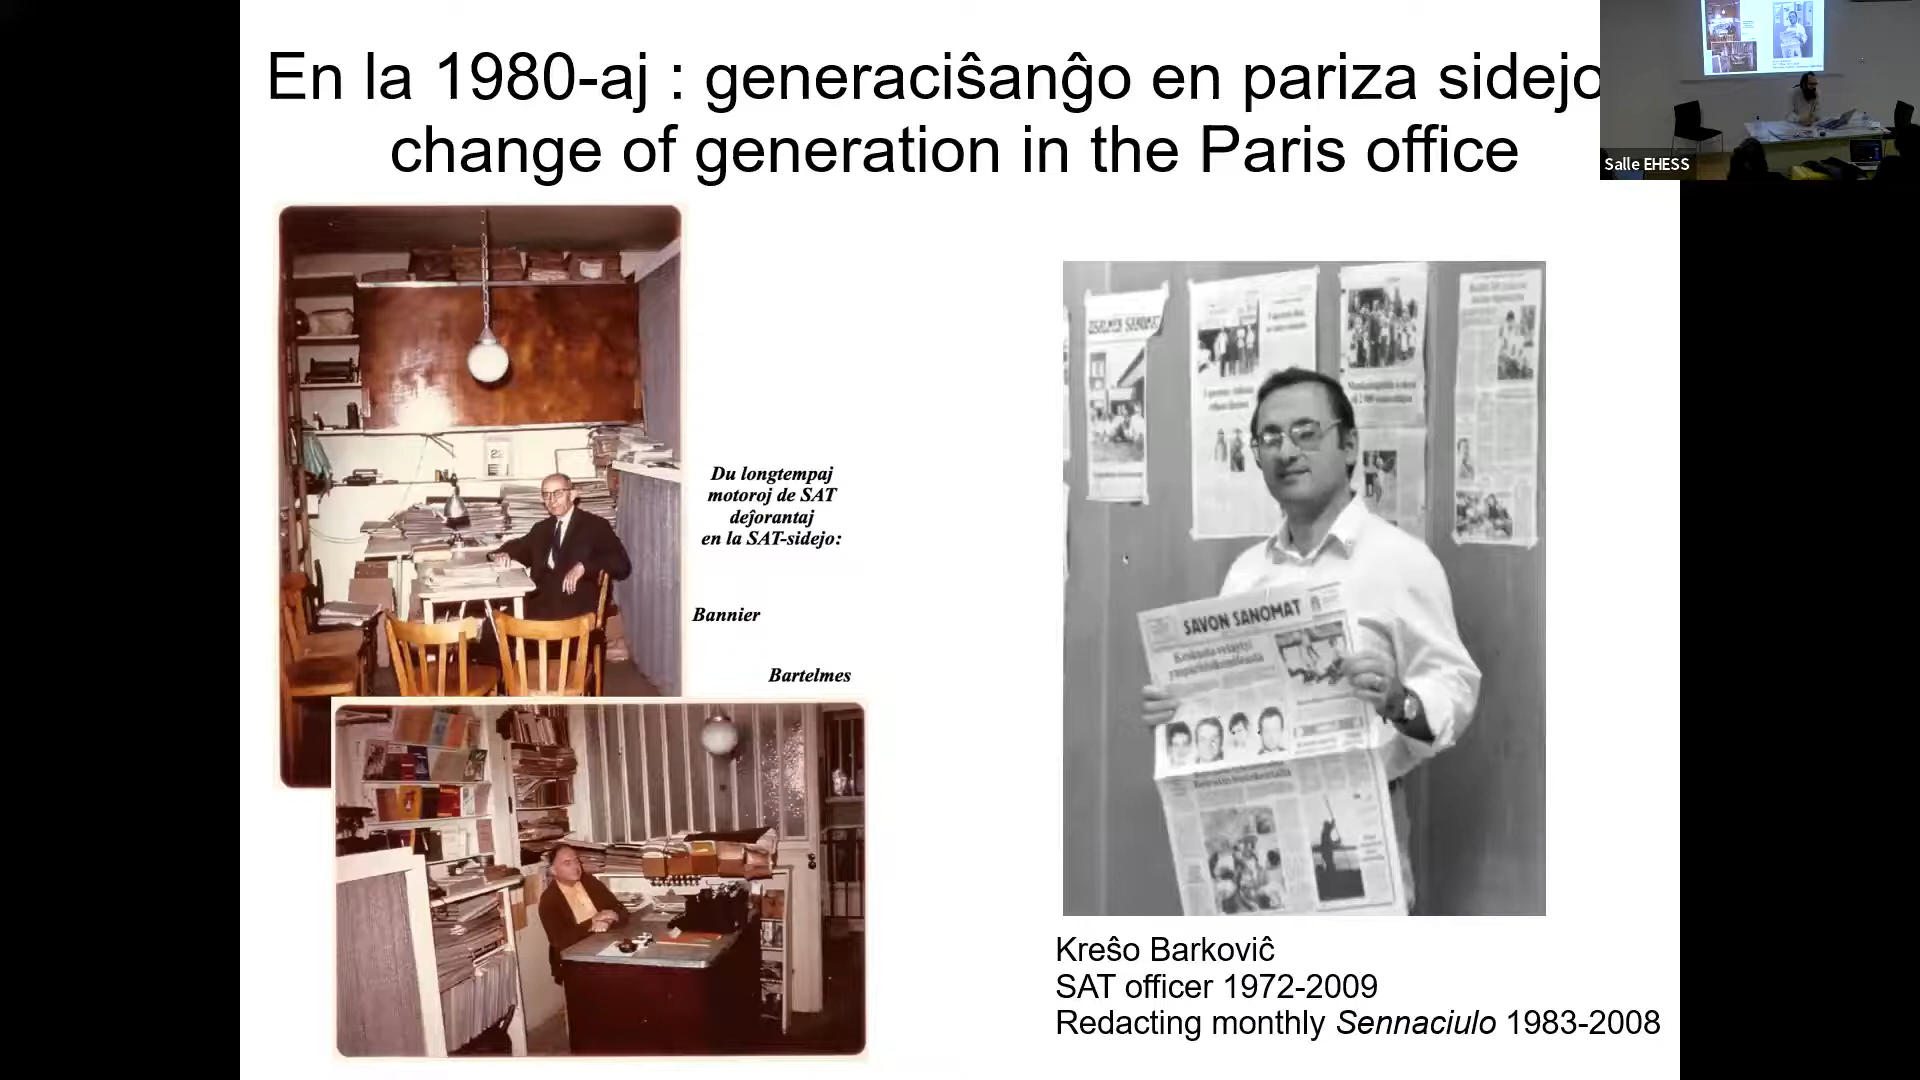 En la 1980-aj : generaciŝanĝo en pariza sidejo
change of generation in the Paris office
Salle EHESS
Du longtempaj
motoroj de SAT
deĵorantaj
en la SAT-sidejo:
Bannier
Bartelmes
SAVON SANOMAT
Kreŝo Barkoviĉ
SAT officer 1972-2009
Redacting monthly Sennaciulo 1983-2008